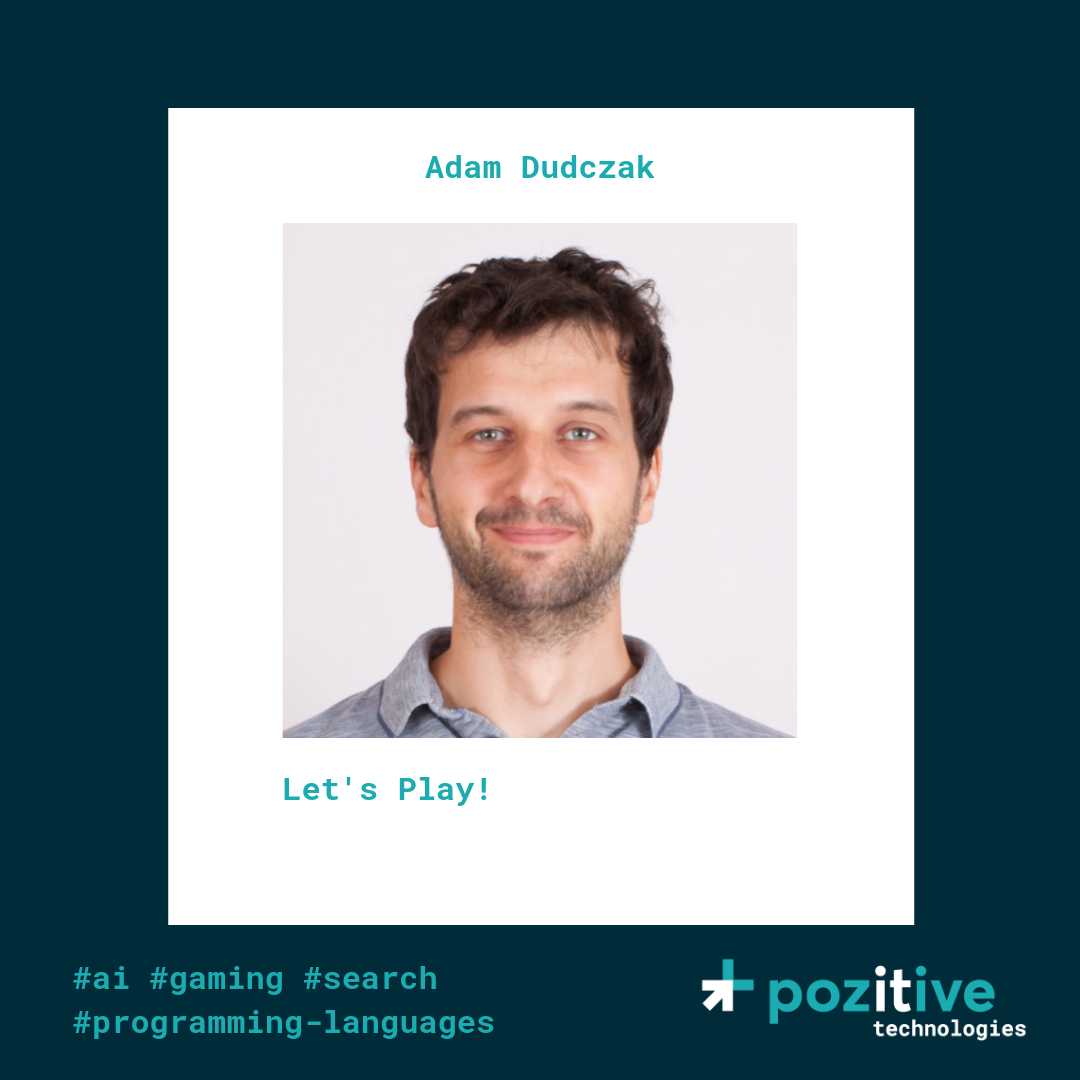 Adam Dudczak
Let's Play!
#ai #gaming #search
#programming-languages
pozitive
technologies